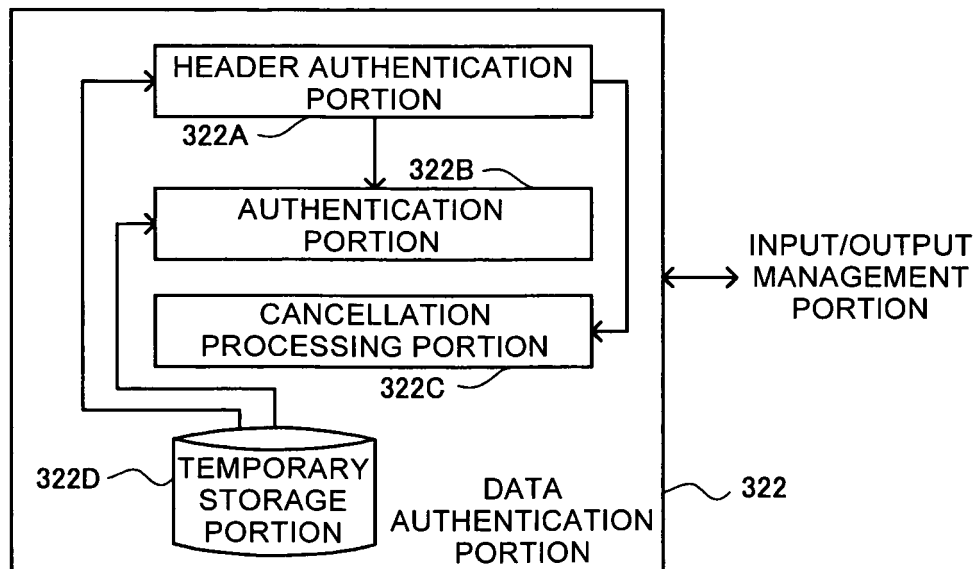 HEADER AUTHENTICATION
PORTION
322A
322B
AUTHENTICATION
PORTION
CANCELLATION
PROCESSING PORTION
322C
INPUT/OUTPUT
MANAGEMENT
PORTION
322D
TEMPORARY
STORAGE
PORTION
DATA
AUTHENTICATION
PORTION
322